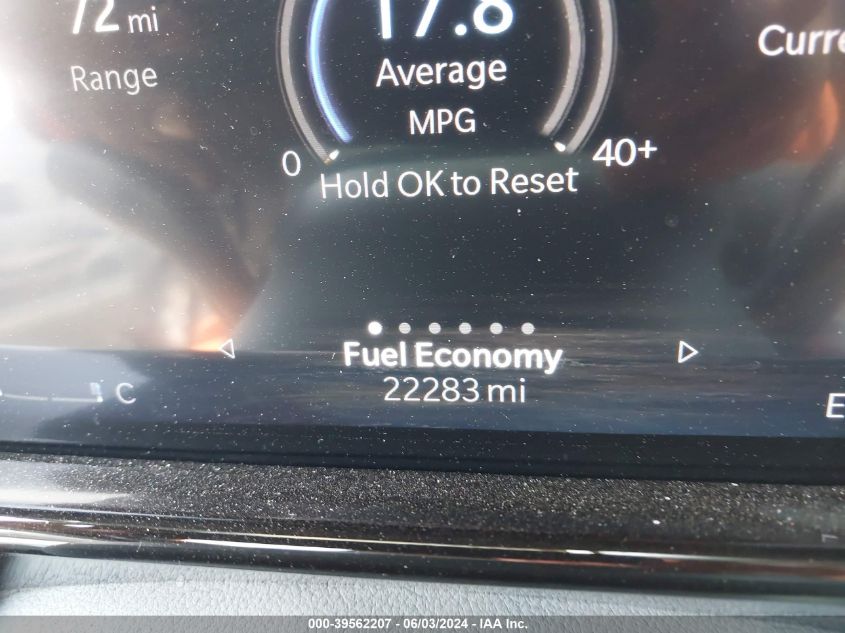 72 mi
17.8
Range
Average
MPG
0
40+
Hold OK to Reset
Fuel Economy
22283 mi
C
E
000-39562207 - 06/03/2024 - IAA Inc.